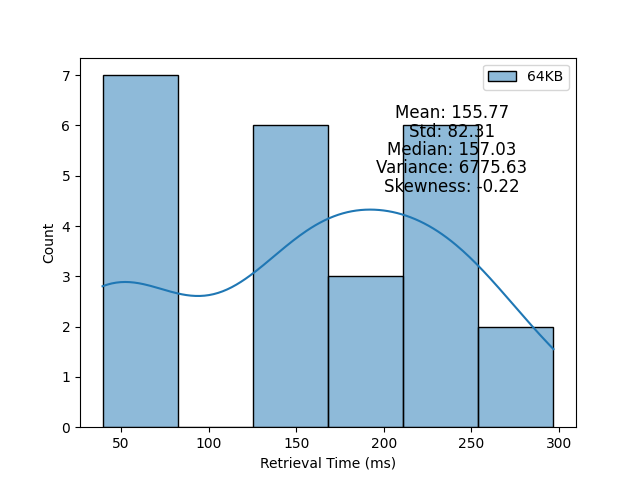 64KB
Mean: 155.77
Std: 82.31
Median: 157.03
Variance: 6775.63
Skewness: -0.22
7
6
5
4
3
2
1
0
Count
50 100 150 200 250 300
Retrieval Time (ms)